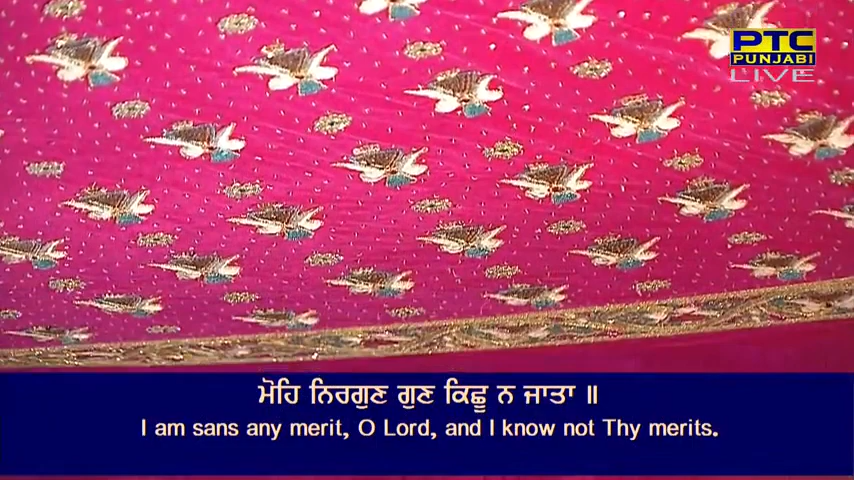 PTC
PUNJABI
LIVE
ਮੋਹਿ ਨਿਰਗੁਣ ਗੁਣ ਕਿਛੂ ਨ ਜਾਤਾ ॥
I am sans any merit, O Lord, and I know not Thy merits.